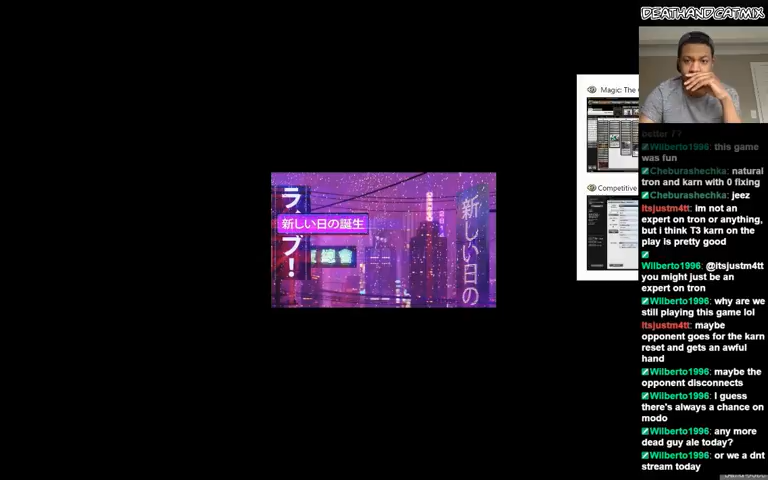 DEATHANDCATMIX
Magic: The
Competitive
ライブ!
新しい日の誕生
新しい日の
better /?
Wilberto1996: this game
was fun
Cheburashechka: natural
tron and karn with 0 fixing
Cheburashechka: jeez
itsjustm4tt: im not an
expert on tron or anything,
but i think T3 karn on the
play is pretty good
Wilberto1996: @itsjustm4tt
you might just be an
expert on tron
Wilberto1996: why are we
still playing this game lol
itsjustm4tt: maybe
opponent goes for the karn
reset and gets an awful
hand
Wilberto1996: maybe the
opponent disconnects
Wilberto1996: I guess
there's always a chance on
modo
Wilberto1996: any more
dead guy ale today?
Wilberto1996: or we a dnt
stream today